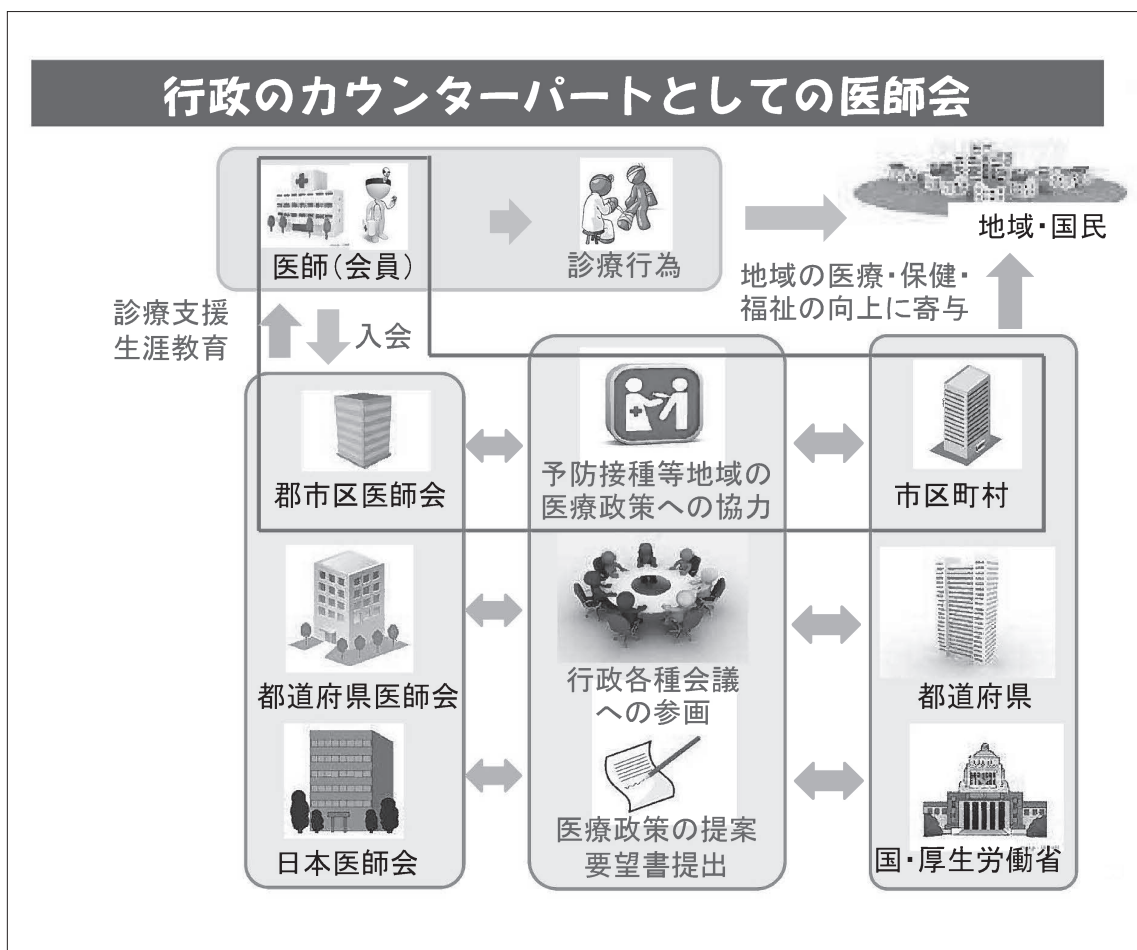 行政のカウンターパートとしての医師会
医師(会員)
診療行為
地域・国民
診療支援
生涯教育
入会
地域の医療・保健・
福祉の向上に寄与
郡市区医師会
予防接種等地域の
医療政策への協力
市区町村
都道府県医師会
行政各種会議
への参画
都道府県
日本医師会
医療政策の提案
要望書提出
国・厚生労働省